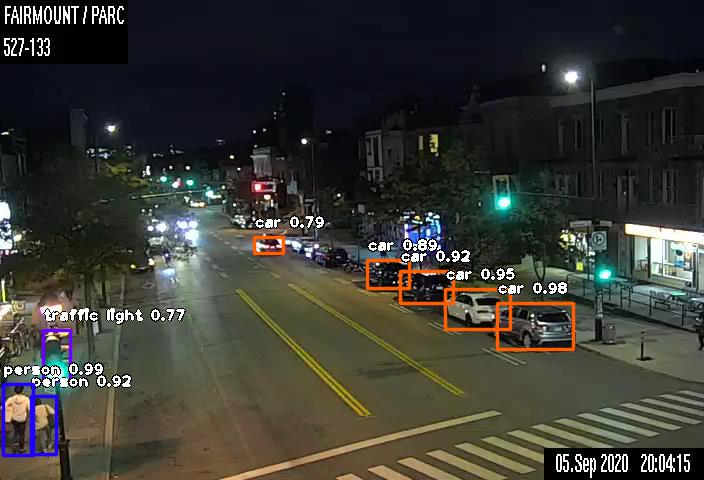 FAIRMOUNT / PARC
527-133
car 0.79
car 0.89
car 0.92
car 0.95
car 0.98
traffic light 0.77
person 0.99
person 0.92
05.Sep 2020 20:04:15